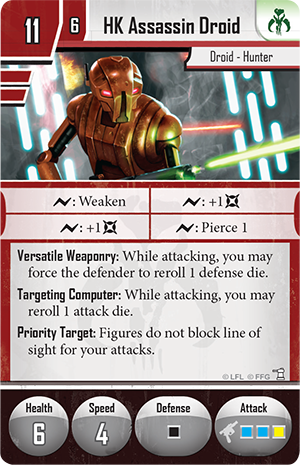 11 6 HK Assassin Droid
Droid - Hunter
: Weaken : +1
: +1 : Pierce 1
Versatile Weaponry: While attacking, you may
force the defender to reroll 1 defense die.
Targeting Computer: While attacking, you may
reroll 1 attack die.
Priority Target: Figures do not block line of
sight for your attacks.
© LFL © FFG
Health Speed Defense Attack
6 4